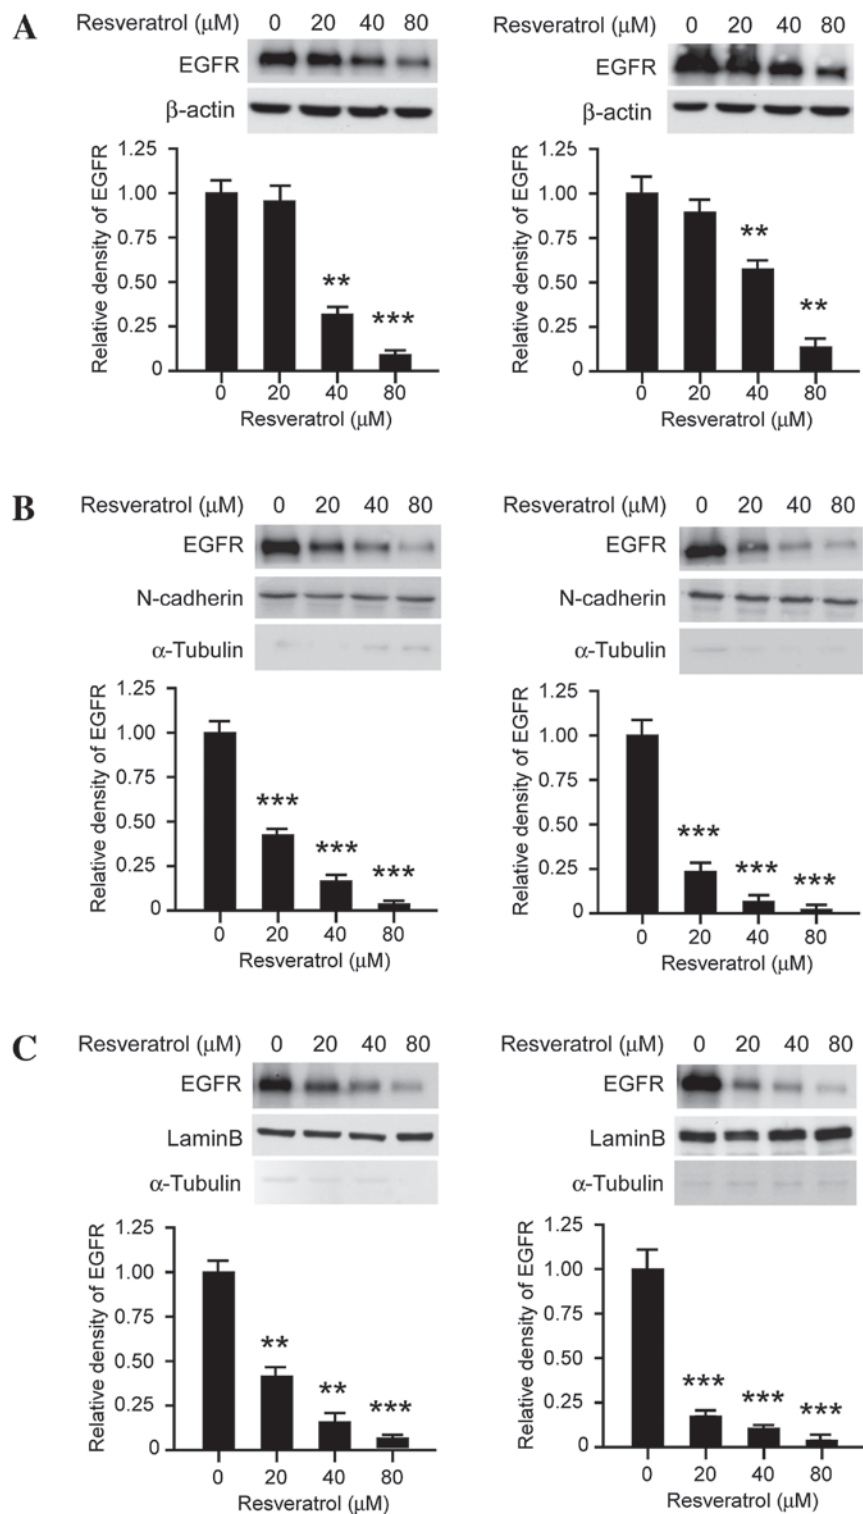 A
Resveratrol (μM) 0 20 40 80
EGFR
β-actin
Relative density of EGFR
1.25
1.00
0.75
0.50
0.25
0
**
***
0 20 40 80
Resveratrol (μM)
Resveratrol (μM) 0 20 40 80
EGFR
β-actin
Relative density of EGFR
1.25
1.00
0.75
0.50
0.25
0
**
**
0 20 40 80
Resveratrol (μM)
B
Resveratrol (μM) 0 20 40 80
EGFR
N-cadherin
α-Tubulin
Relative density of EGFR
1.25
1.00
0.75
0.50
0.25
0
***
***
***
0 20 40 80
Resveratrol (μM)
Resveratrol (μM) 0 20 40 80
EGFR
N-cadherin
α-Tubulin
Relative density of EGFR
1.25
1.00
0.75
0.50
0.25
0
***
***
***
0 20 40 80
Resveratrol (μM)
C
Resveratrol (μM) 0 20 40 80
EGFR
LaminB
α-Tubulin
Relative density of EGFR
1.25
1.00
0.75
0.50
0.25
0
**
**
***
0 20 40 80
Resveratrol (μM)
Resveratrol (μM) 0 20 40 80
EGFR
LaminB
α-Tubulin
Relative density of EGFR
1.25
1.00
0.75
0.50
0.25
0
***
***
***
0 20 40 80
Resveratrol (μM)